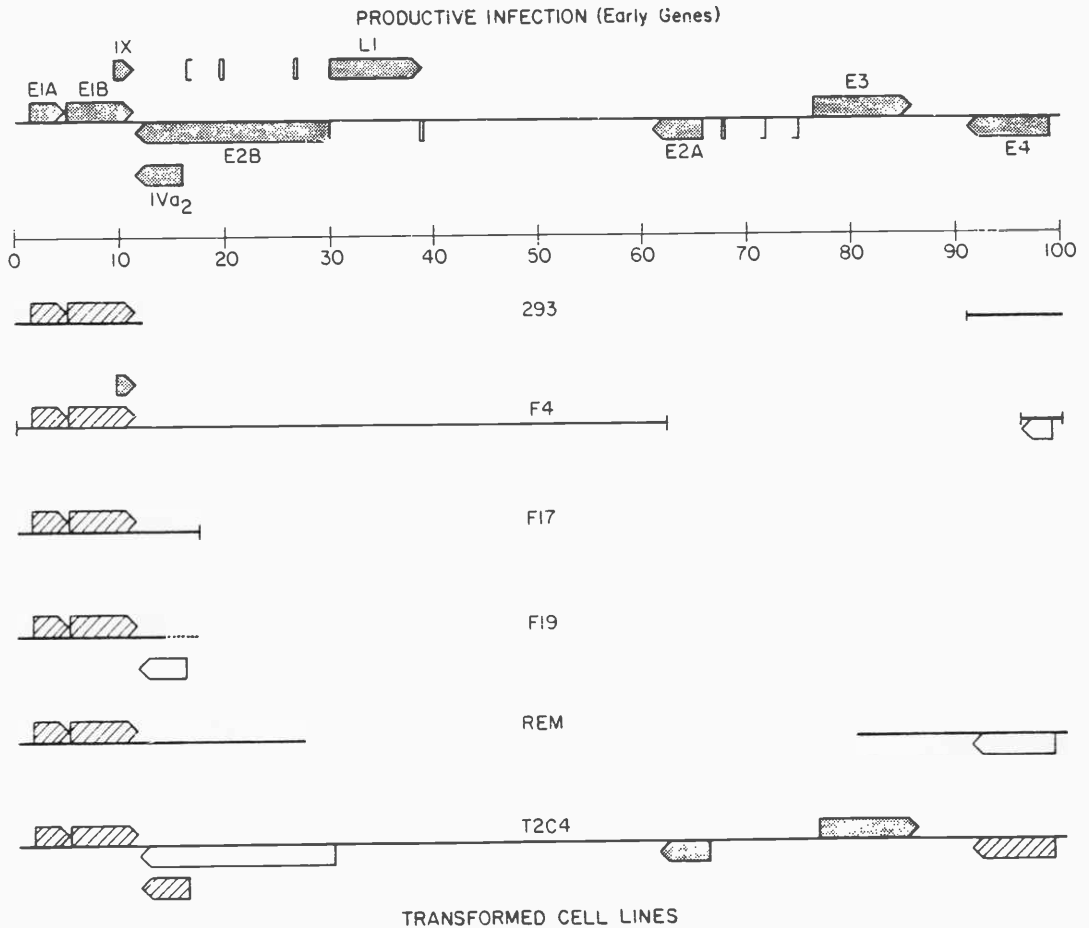 PRODUCTIVE INFECTION (Early Genes)
IX
L1
E1A
E1B
E3
E2B
E2A
E4
IVa2
0 10 20 30 40 50 60 70 80 90 100
293
F4
F17
F19
REM
T2C4
TRANSFORMED CELL LINES